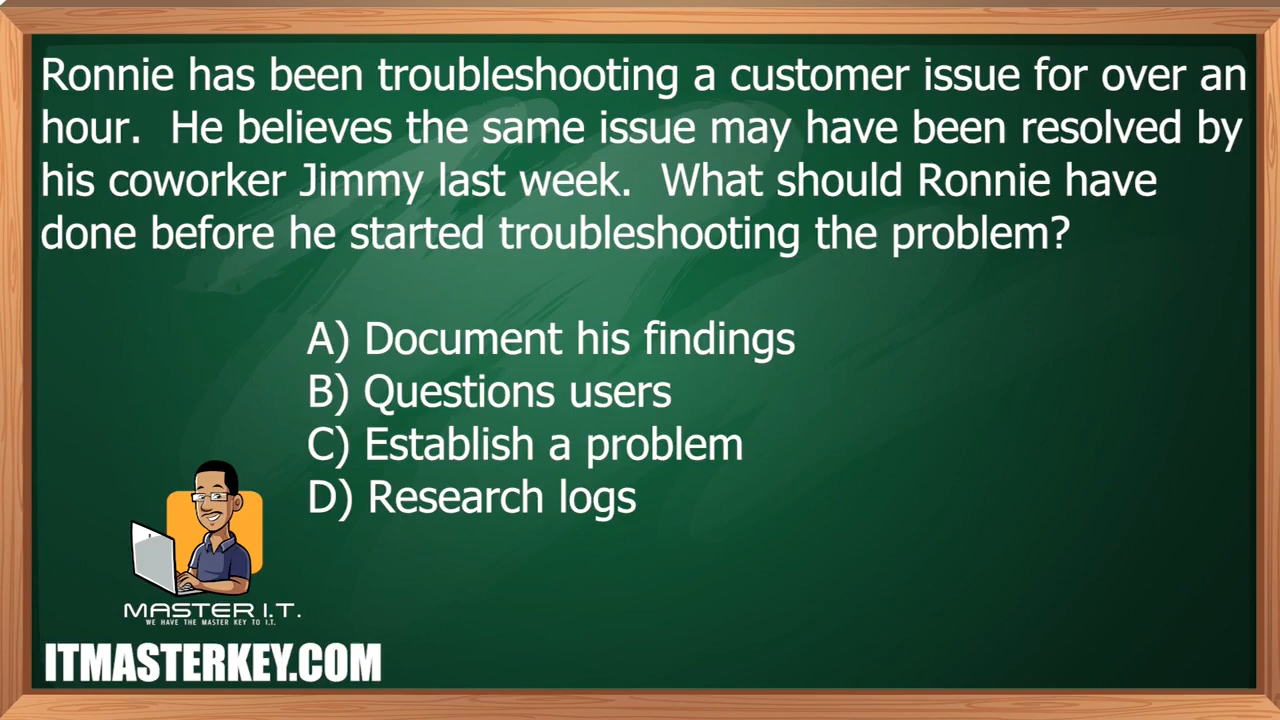 Ronnie has been troubleshooting a customer issue for over an
hour.  He believes the same issue may have been resolved by
his coworker Jimmy last week.  What should Ronnie have
done before he started troubleshooting the problem?
A) Document his findings
B) Questions users
C) Establish a problem
D) Research logs
MASTER I.T.
WE HAVE THE MASTER KEY TO I.T.
ITMASTERKEY.COM